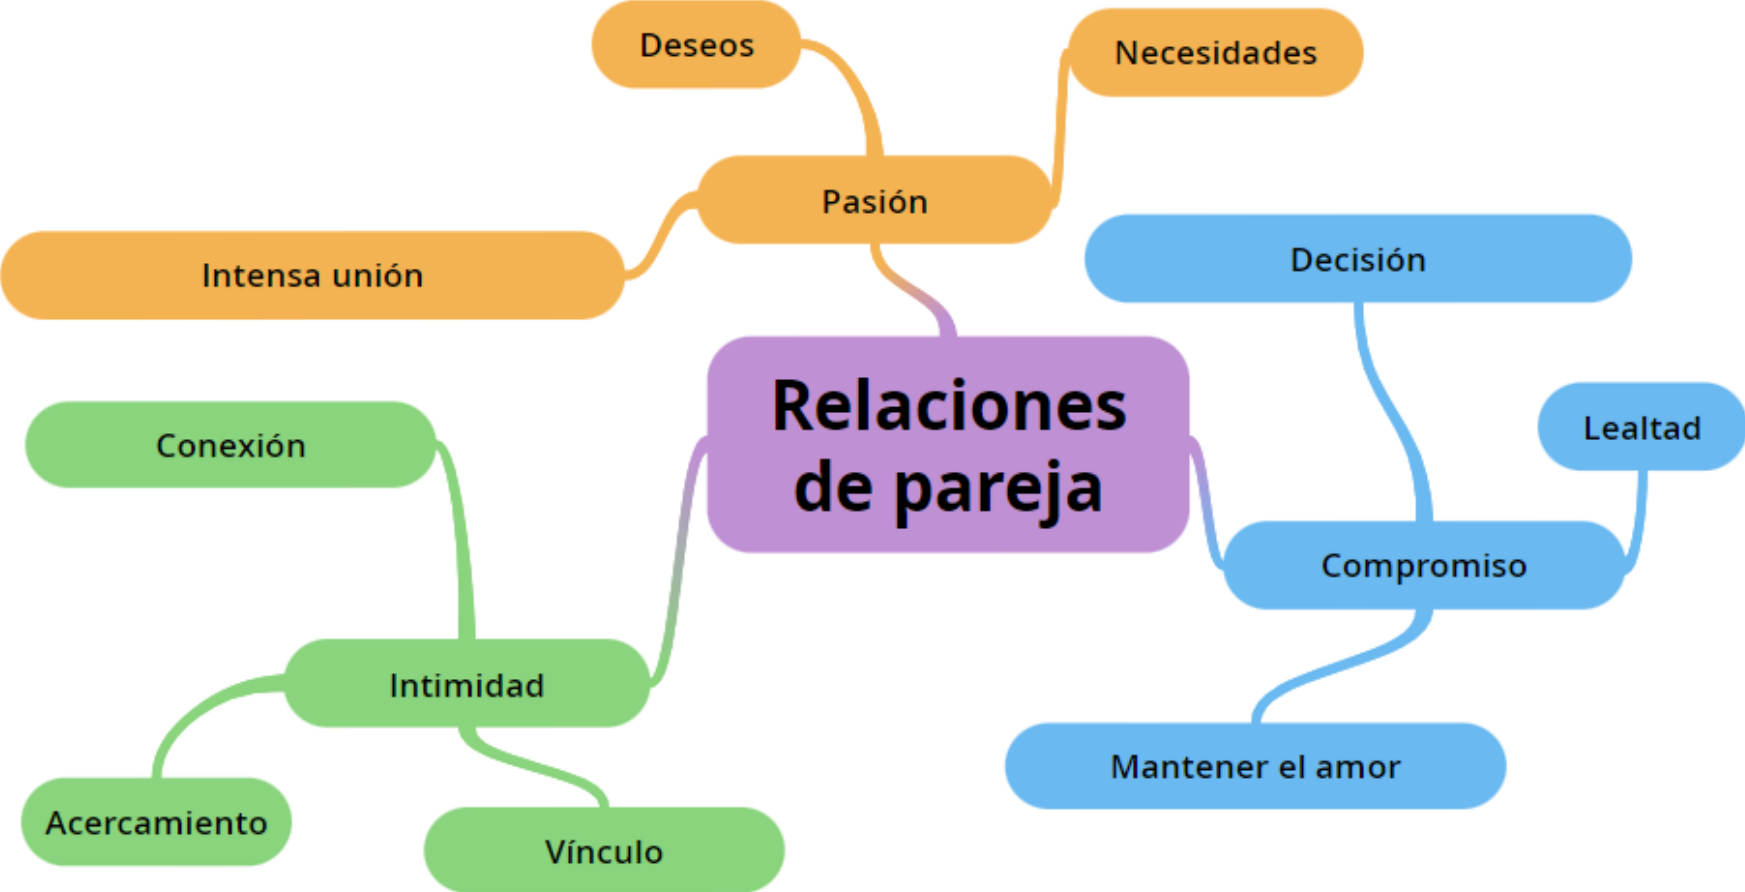 Deseos
Necesidades
Pasión
Intensa unión
Decisión
Relaciones
de pareja
Conexión
Lealtad
Compromiso
Intimidad
Mantener el amor
Acercamiento
Vínculo